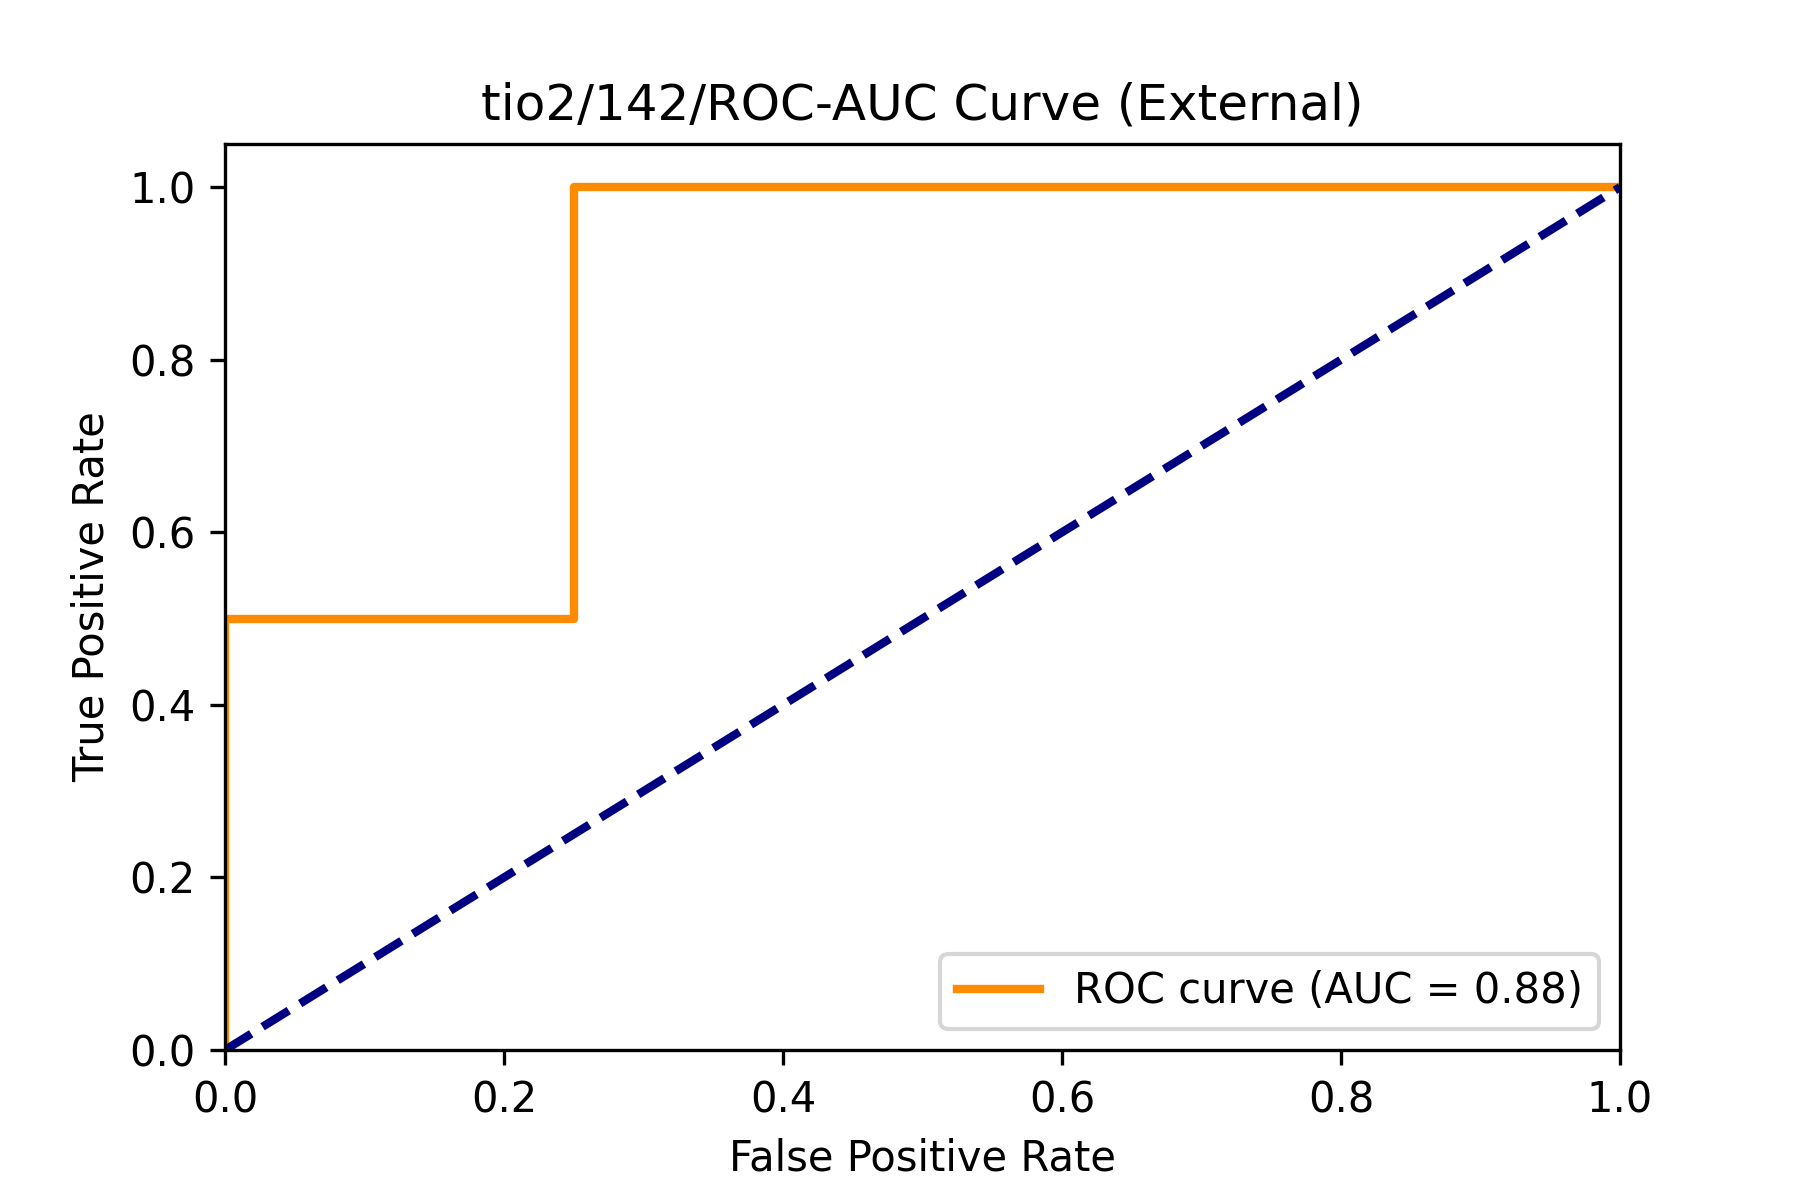 tio2/142/ROC-AUC Curve (External)
1.0
0.8
0.6
0.4
0.2
0.0
True Positive Rate
ROC curve (AUC = 0.88)
0.0 0.2 0.4 0.6 0.8 1.0
False Positive Rate